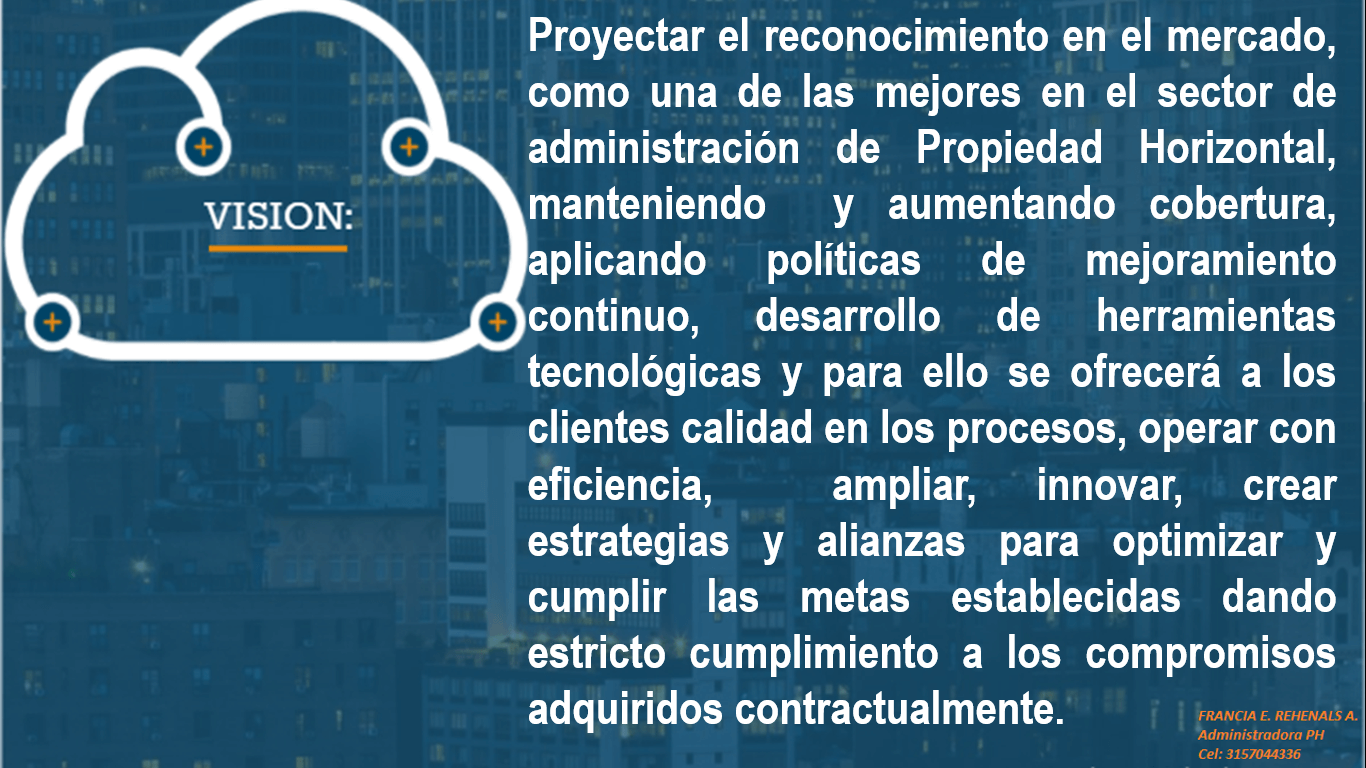 VISION:
Proyectar el reconocimiento en el mercado,
como una de las mejores en el sector de
administración de Propiedad Horizontal,
manteniendo y aumentando cobertura,
aplicando políticas de mejoramiento
continuo, desarrollo de herramientas
tecnológicas y para ello se ofrecerá a los
clientes calidad en los procesos, operar con
eficiencia, ampliar, innovar, crear
estrategias y alianzas para optimizar y
cumplir las metas establecidas dando
estricto cumplimiento a los compromisos
adquiridos contractualmente.
FRANCIA E. REHENALS A.
Administradora PH
Cel: 3157044336